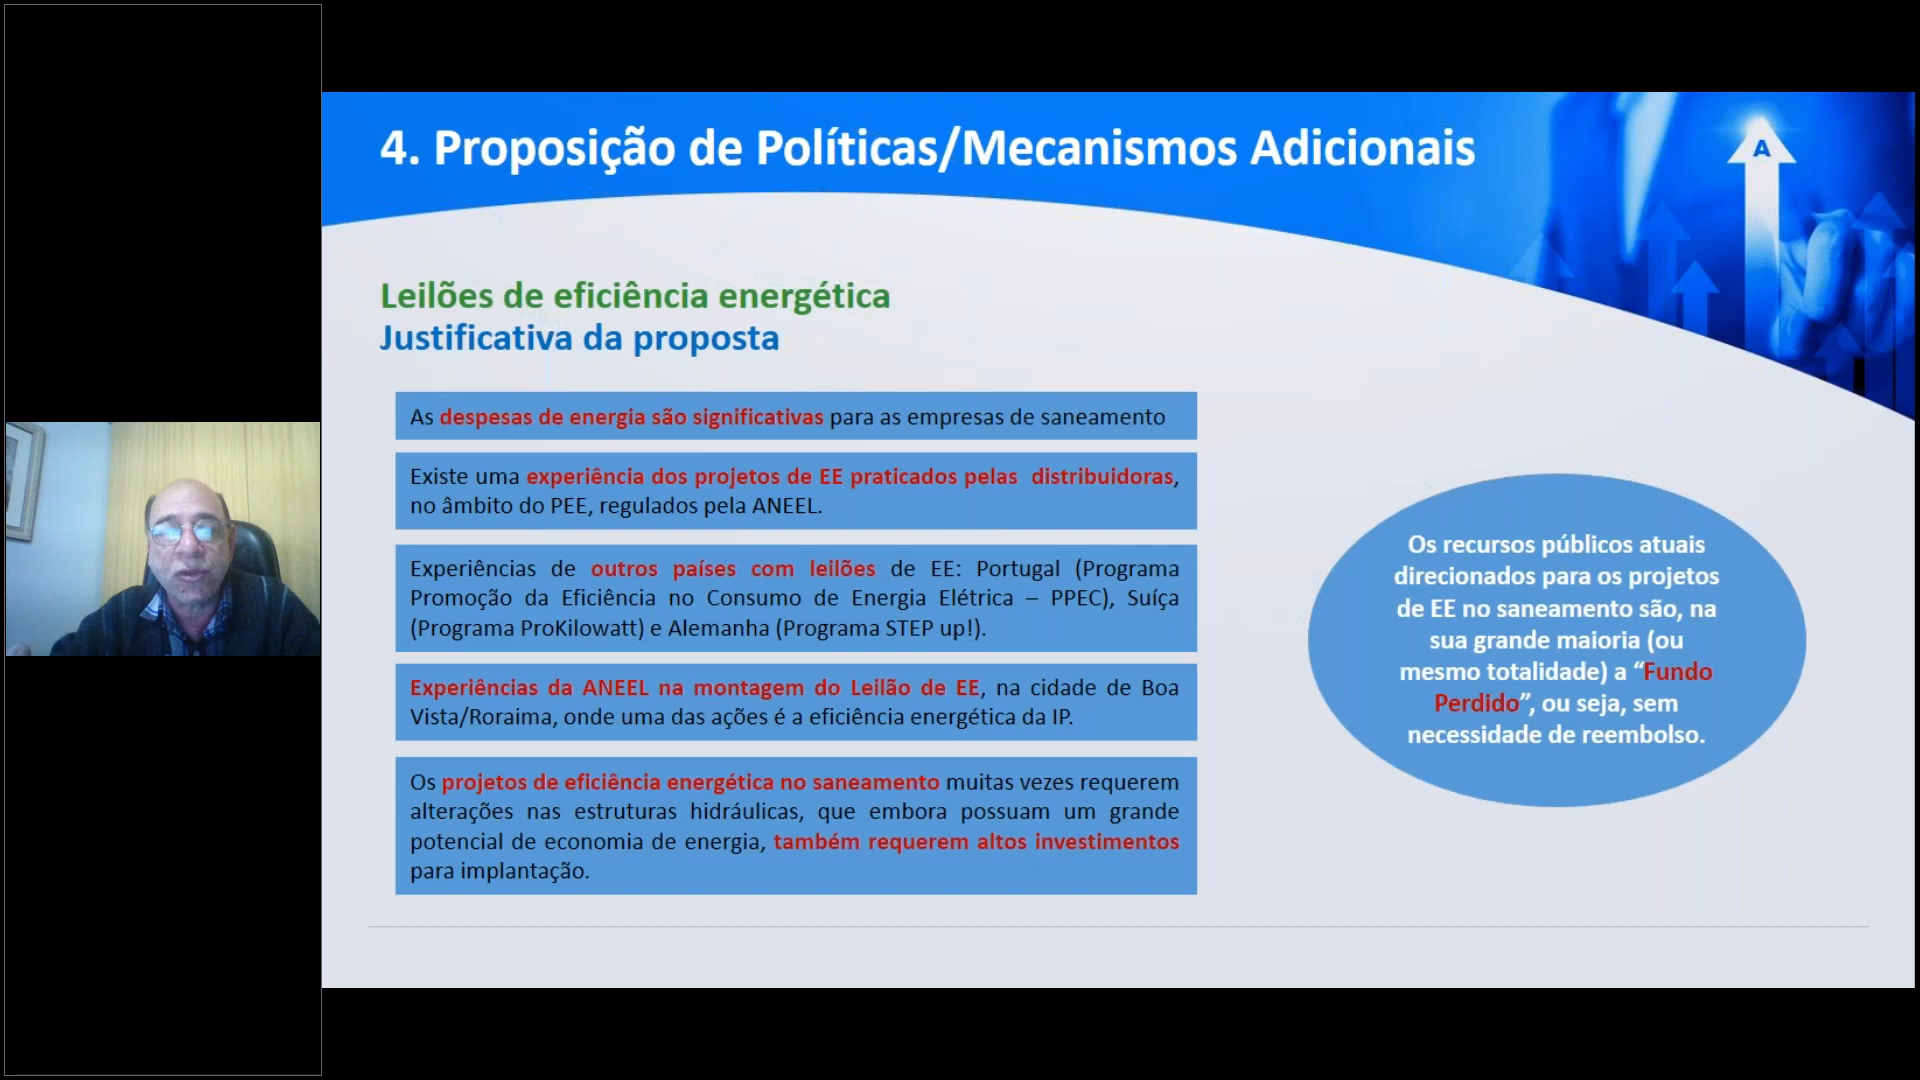 4. Proposição de Políticas/Mecanismos Adicionais
A
Leilões de eficiência energética
Justificativa da proposta
As despesas de energia são significativas para as empresas de saneamento
Existe uma experiência dos projetos de EE praticados pelas distribuidoras,
no âmbito do PEE, regulados pela ANEEL.
Experiências de outros países com leilões de EE: Portugal (Programa
Promoção da Eficiência no Consumo de Energia Elétrica – PPEC), Suíça
(Programa ProKilowatt) e Alemanha (Programa STEP up!).
Experiências da ANEEL na montagem do Leilão de EE, na cidade de Boa
Vista/Roraima, onde uma das ações é a eficiência energética da IP.
Os projetos de eficiência energética no saneamento muitas vezes requerem
alterações nas estruturas hidráulicas, que embora possuam um grande
potencial de economia de energia, também requerem altos investimentos
para implantação.
Os recursos públicos atuais
direcionados para os projetos
de EE no saneamento são, na
sua grande maioria (ou
mesmo totalidade) a “Fundo
Perdido”, ou seja, sem
necessidade de reembolso.